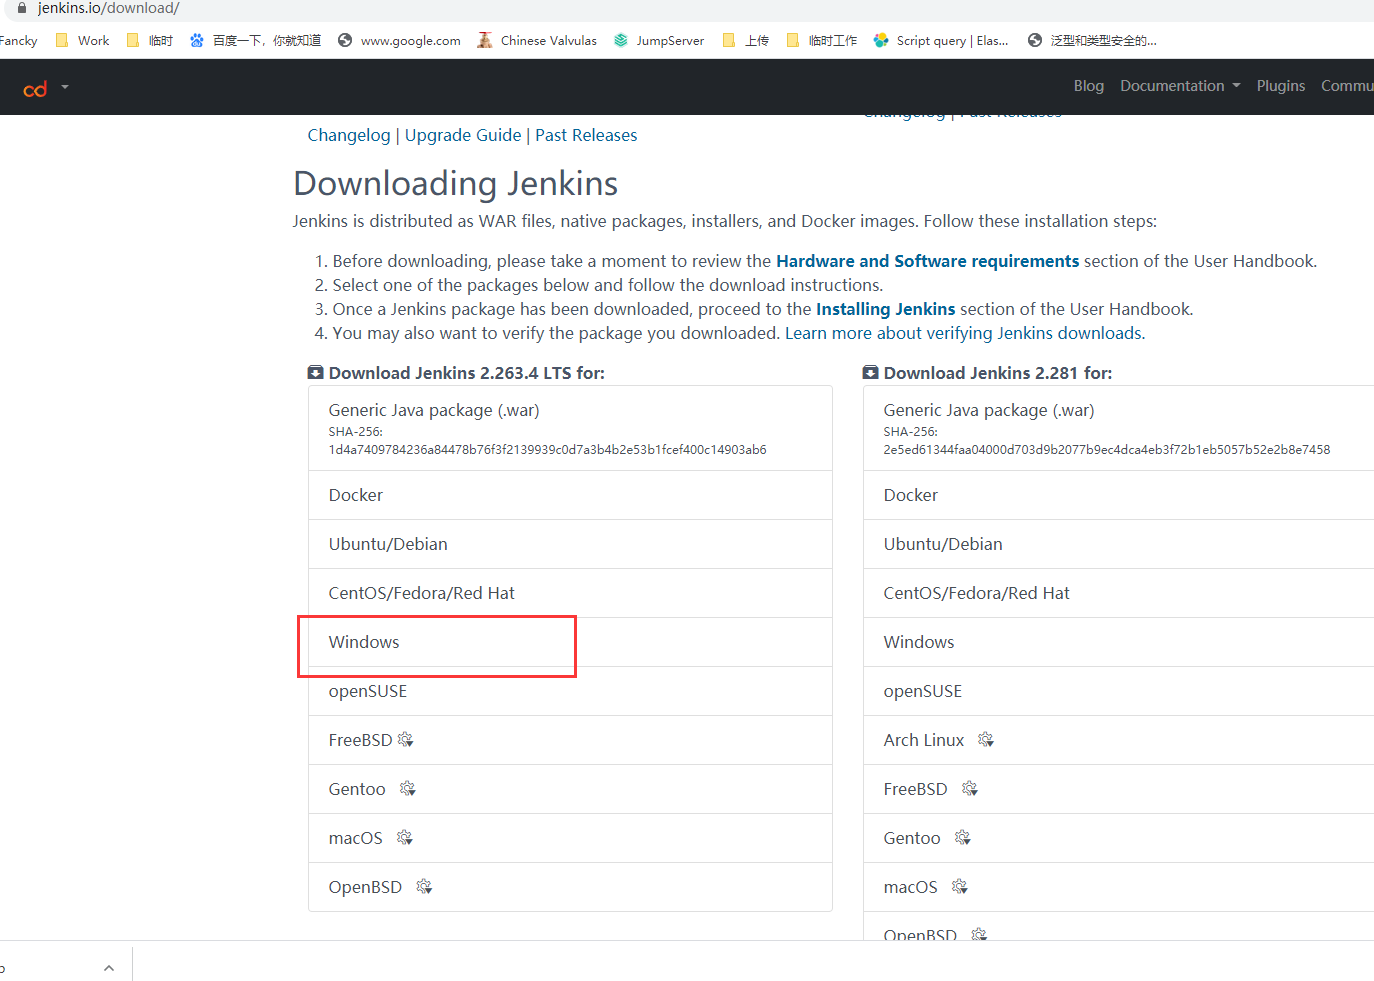 jenkins.io/download/
Fancky Work 临时 百度一下，你就知道 www.google.com Chinese Valvulas JumpServer 上传 临时工作 Script query | Elas... 泛型和类型安全的...
cd Blog Documentation Plugins Commu
Changelog | Past Releases
Changelog | Upgrade Guide | Past Releases
Downloading Jenkins
Jenkins is distributed as WAR files, native packages, installers, and Docker images. Follow these installation steps:
1. Before downloading, please take a moment to review the Hardware and Software requirements section of the User Handbook.
2. Select one of the packages below and follow the download instructions.
3. Once a Jenkins package has been downloaded, proceed to the Installing Jenkins section of the User Handbook.
4. You may also want to verify the package you downloaded. Learn more about verifying Jenkins downloads.
Download Jenkins 2.263.4 LTS for:
Generic Java package (.war)
SHA-256:
1d4a7409784236a84478b76f3f2139939c0d7a3b4b2e53b1fcef400c14903ab6
Docker
Ubuntu/Debian
CentOS/Fedora/Red Hat
Windows
openSUSE
FreeBSD
Gentoo
macOS
OpenBSD
Download Jenkins 2.281 for:
Generic Java package (.war)
SHA-256:
2e5ed61344faa04000d703d9b2077b9ec4dca4eb3f72b1eb5057b52e2b8e7458
Docker
Ubuntu/Debian
CentOS/Fedora/Red Hat
Windows
openSUSE
Arch Linux
FreeBSD
Gentoo
macOS
OpenBSD